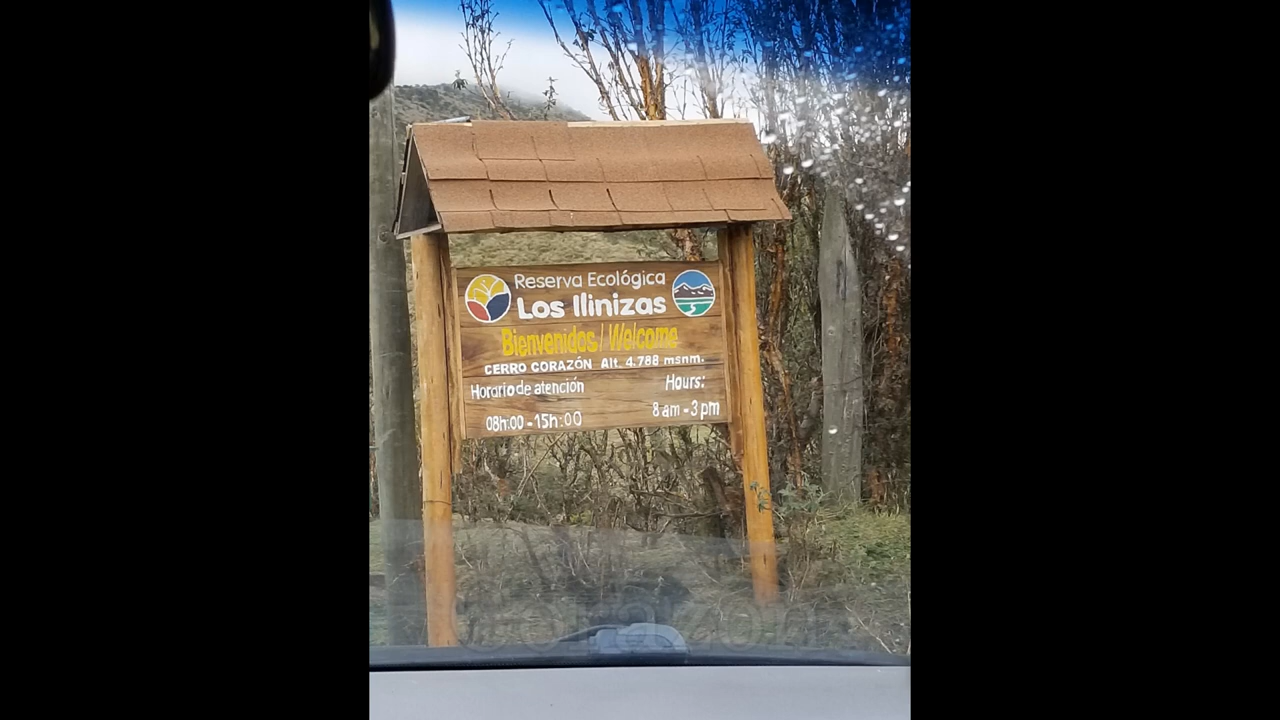 Reserva Ecológica
Los Ilinizas
Bienvenidos / Welcome
CERRO CORAZÓN Alt. 4.788 msnm.
Horario de atención Hours:
08h:00 - 15h:00 8 am - 3 pm